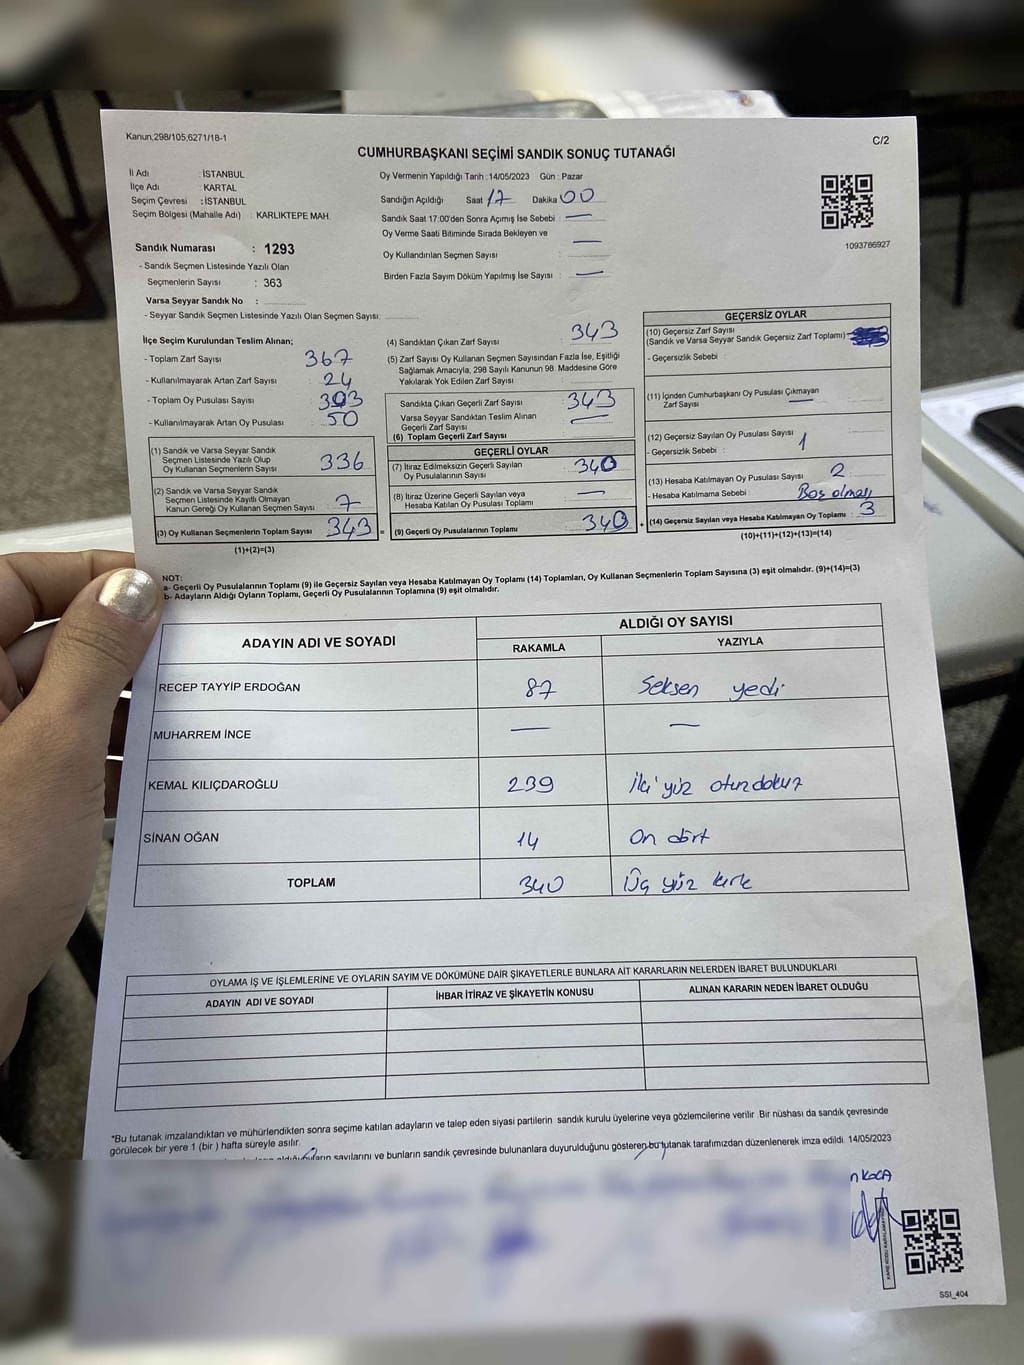 Kanun,298/105,6271/18-1
C/2
CUMHURBAŞKANI SEÇİMİ SANDIK SONUÇ TUTANAĞI
İl Adı : İSTANBUL
İlçe Adı : KARTAL
Seçim Çevresi : İSTANBUL
Seçim Bölgesi (Mahalle Adı) : KARLIKTEPE MAH.
Sandık Numarası : 1293
- Sandık Seçmen Listesinde Yazılı Olan
Seçmenlerin Sayısı : 363
Varsa Seyyar Sandık No :
- Seyyar Sandık Seçmen Listesinde Yazılı Olan Seçmen Sayısı:
Oy Vermenin Yapıldığı Tarih :14/05/2023 Gün : Pazar
Sandığın Açıldığı Saat 17 Dakika 00
Sandık Saat 17:00'den Sonra Açımış İse Sebebi : —
Oy Verme Saati Bitiminde Sırada Bekleyen ve
Oy Kullandırılan Seçmen Sayısı : —
Birden Fazla Sayım Döküm Yapılmış İse Sayısı : —
1093786927
İlçe Seçim Kurulundan Teslim Alınan;
- Toplam Zarf Sayısı 367
- Kullanılmayarak Artan Zarf Sayısı 24
- Toplam Oy Pusulası Sayısı 393
- Kullanılmayarak Artan Oy Pusulası 50
(1) Sandık ve Varsa Seyyar Sandık
Seçmen Listesinde Yazılı Olup
Oy Kullanan Seçmenlerin Sayısı 336
(2) Sandık ve Varsa Seyyar Sandık
Seçmen Listesinde Kayıtlı Olmayan
Kanun Gereği Oy Kullanan Seçmen Sayısı 7
(3) Oy Kullanan Seçmenlerin Toplam Sayısı 343 =
(1)+(2)=(3)
(4) Sandıktan Çıkan Zarf Sayısı : 343
(5) Zarf Sayısı Oy Kullanan Seçmen Sayısından Fazla İse, Eşitliği
Sağlamak Amacıyla, 298 Sayılı Kanunun 98. Maddesine Göre
Yakılarak Yok Edilen Zarf Sayısı :
Sandıkta Çıkan Geçerli Zarf Sayısı : 343
Varsa Seyyar Sandıktan Teslim Alınan
Geçerli Zarf Sayısı : —
(6) Toplam Geçerli Zarf Sayısı :
GEÇERLİ OYLAR
(7) İtiraz Edilmeksizin Geçerli Sayılan
Oy Pusulalarının Sayısı : 340
(8) İtiraz Üzerine Geçerli Sayılan veya
Hesaba Katılan Oy Pusulası Toplamı : —
(9) Geçerli Oy Pusulalarının Toplamı : 340 +
GEÇERSİZ OYLAR
(10) Geçersiz Zarf Sayısı
(Sandık ve Varsa Seyyar Sandık Geçersiz Zarf Toplamı)
- Geçersizlik Sebebi :
(11) İçinden Cumhurbaşkanı Oy Pusulası Çıkmayan
Zarf Sayısı : —
(12) Geçersiz Sayılan Oy Pusulası Sayısı : 1
- Geçersizlik Sebebi :
(13) Hesaba Katılmayan Oy Pusulası Sayısı : 2
- Hesaba Katılmama Sebebi : Boş olması
(14) Geçersiz Sayılan veya Hesaba Katılmayan Oy Toplamı : 3
(10)+(11)+(12)+(13)=(14)
NOT:
a- Geçerli Oy Pusulalarının Toplamı (9) ile Geçersiz Sayılan veya Hesaba Katılmayan Oy Toplamı (14) Toplamları, Oy Kullanan Seçmenlerin Toplam Sayısına (3) eşit olmalıdır. (9)+(14)=(3)
b- Adayların Aldığı Oyların Toplamı, Geçerli Oy Pusulalarının Toplamına (9) eşit olmalıdır.
ADAYIN ADI VE SOYADI
ALDIĞI OY SAYISI
RAKAMLA YAZIYLA
RECEP TAYYİP ERDOĞAN 87 Seksen yedi
MUHARREM İNCE — —
KEMAL KILIÇDAROĞLU 239 İki yüz otuzdokuz
SİNAN OĞAN 14 On dört
TOPLAM 340 Üç yüz kırk
OYLAMA İŞ VE İŞLEMLERİNE VE OYLARIN SAYIM VE DÖKÜMÜNE DAİR ŞİKAYETLERLE BUNLARA AİT KARARLARIN NELERDEN İBARET BULUNDUKLARI
ADAYIN ADI VE SOYADI İHBAR İTİRAZ VE ŞİKAYETİN KONUSU ALINAN KARARIN NEDEN İBARET OLDUĞU
*Bu tutanak imzalandıktan ve mühürlendikten sonra seçime katılan adayların ve talep eden siyasi partilerin sandık kurulu üyelerine veya gözlemcilerine verilir. Bir nüshası da sandık çevresinde
görülecek bir yere 1 (bir ) hafta süreyle asılır.
sayılarını ve bunların sandık çevresinde bulunanlara duyurulduğunu gösteren bu tutanak tarafımızdan düzenlenerek imza edildi. 14/05/2023
KOCA
SSI_404